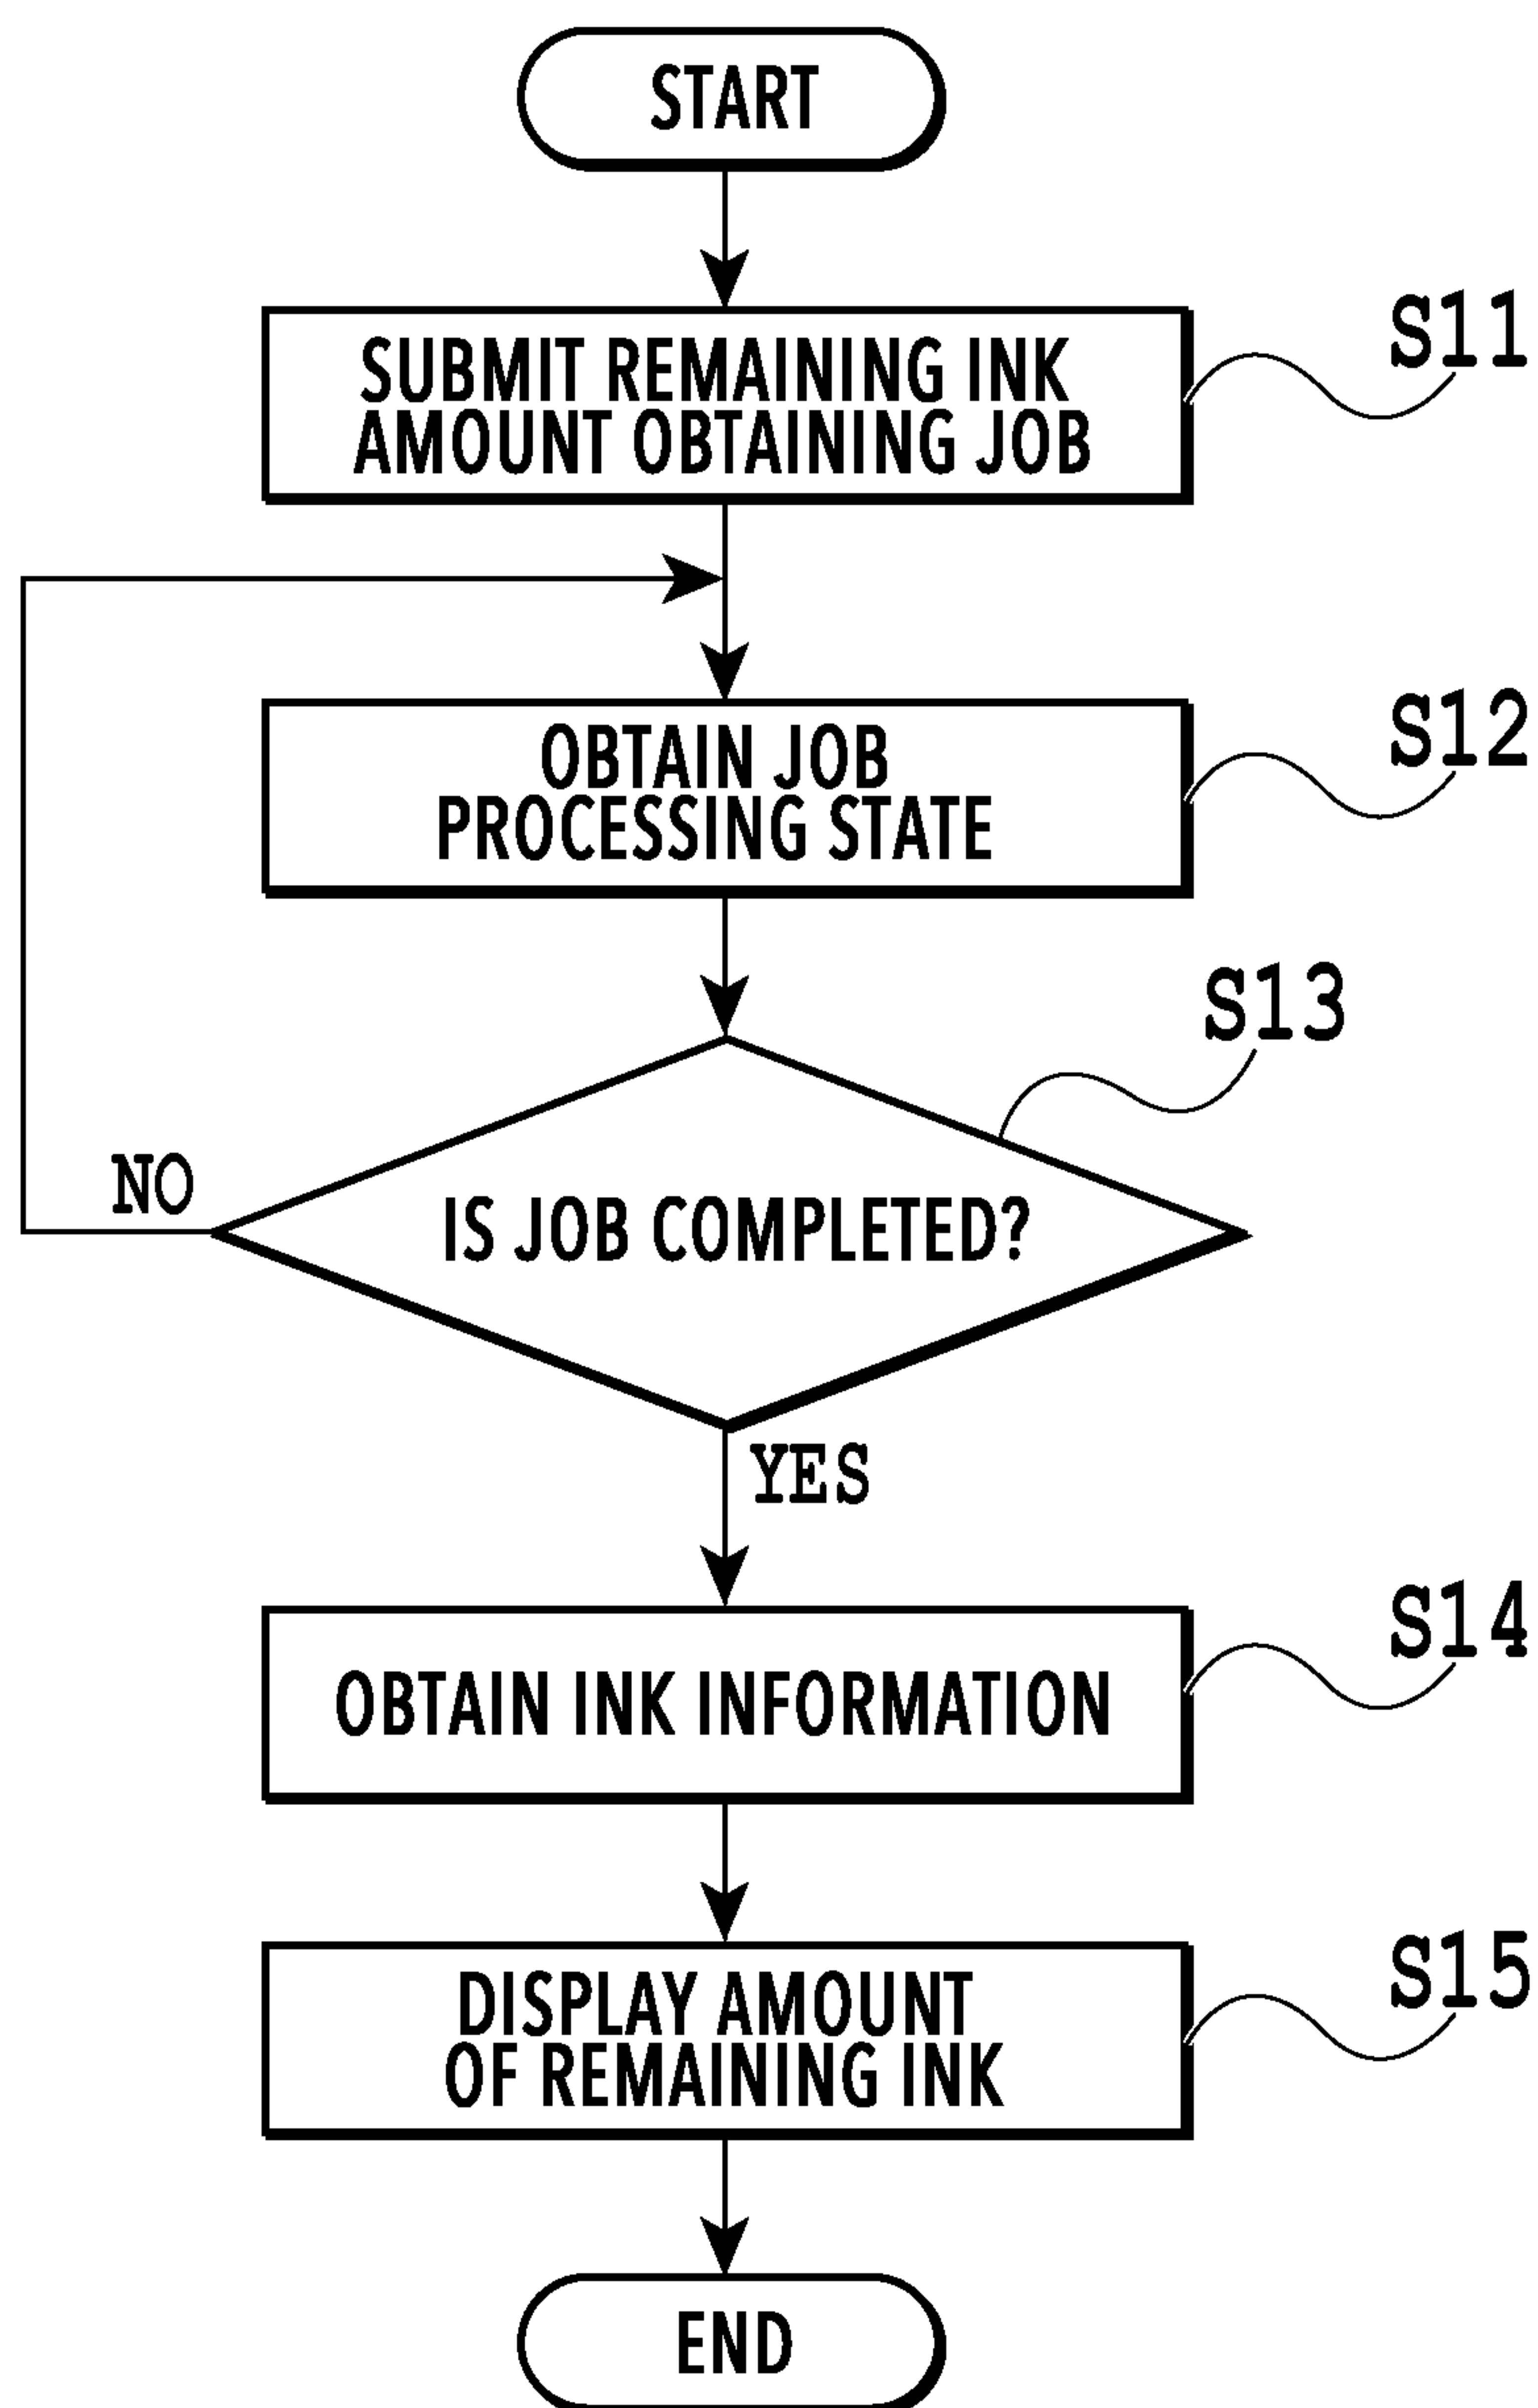 START
SUBMIT REMAINING INK
AMOUNT OBTAINING JOB
S11
OBTAIN JOB
PROCESSING STATE
S12
S13
IS JOB COMPLETED?
NO
YES
OBTAIN INK INFORMATION
S14
DISPLAY AMOUNT
OF REMAINING INK
S15
END